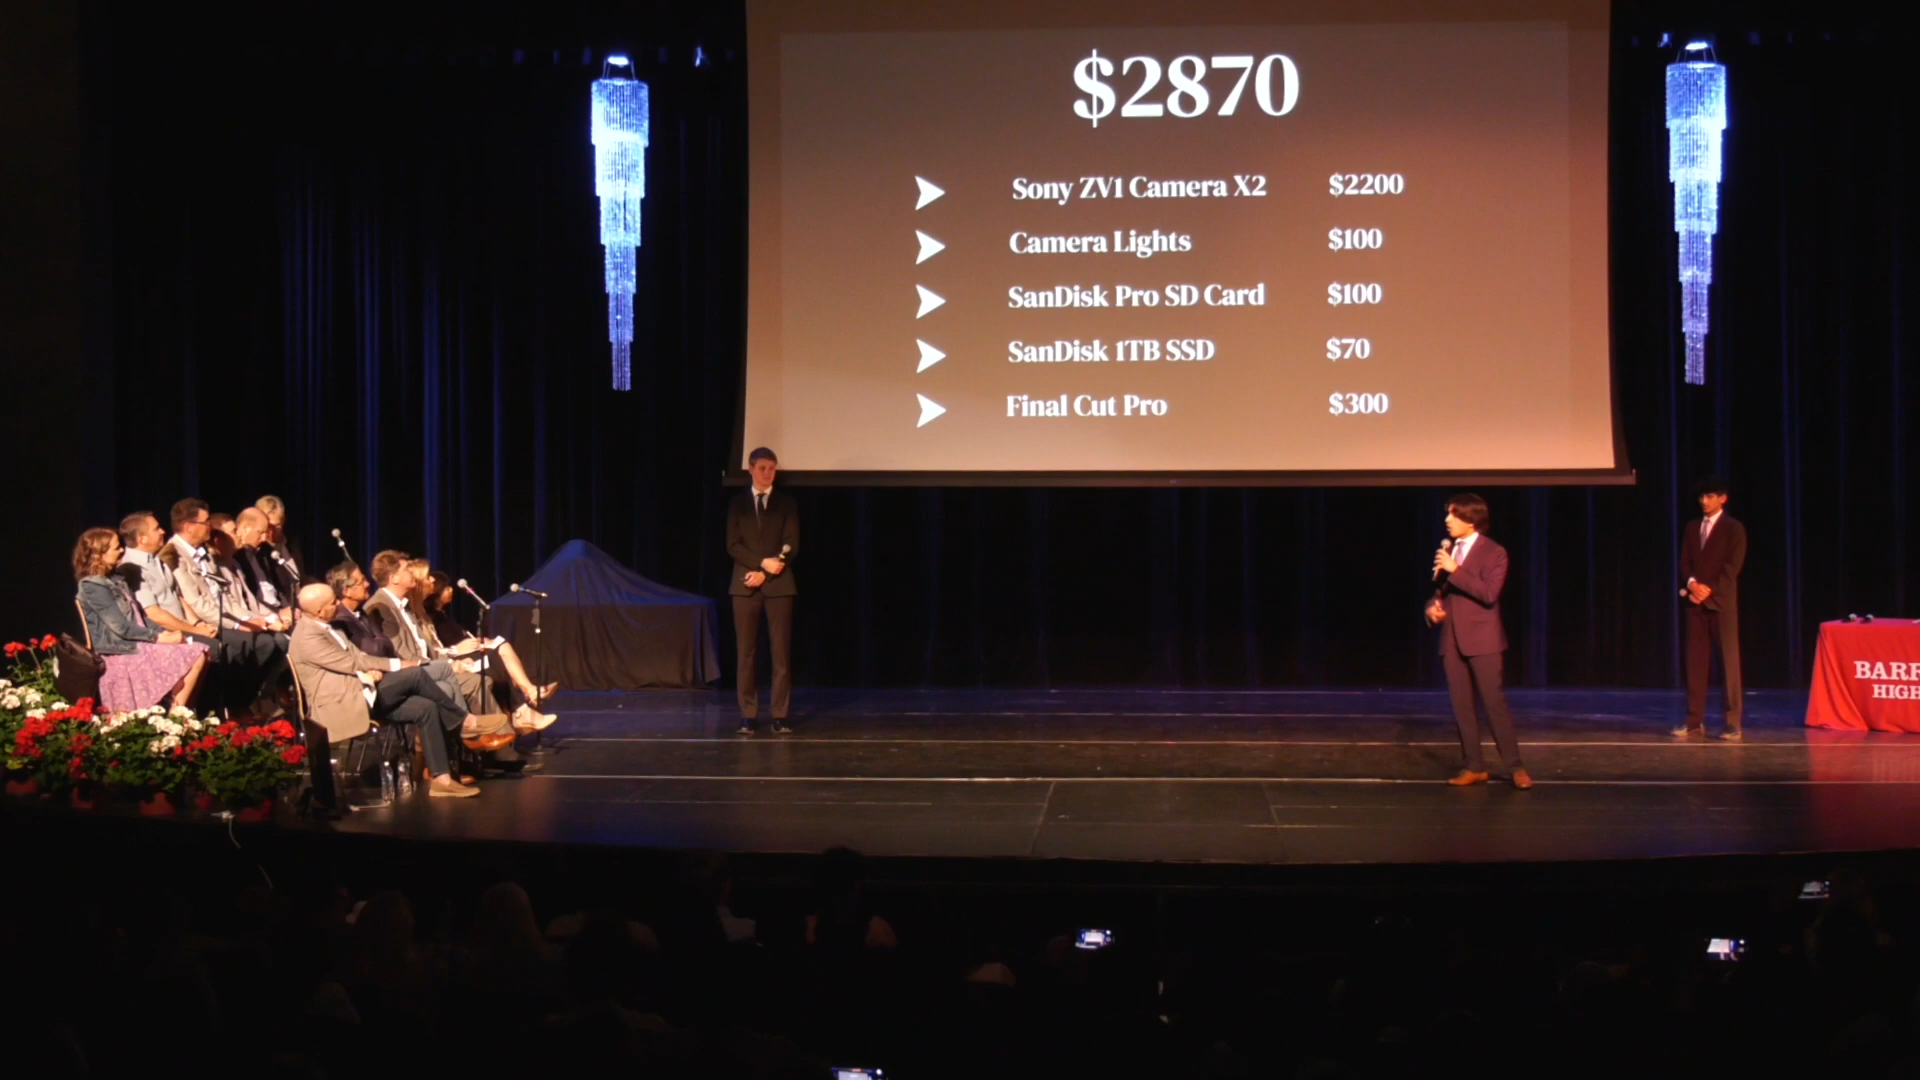 $2870
Sony ZV1 Camera X2 $2200
Camera Lights $100
SanDisk Pro SD Card $100
SanDisk 1TB SSD $70
Final Cut Pro $300
HIGH